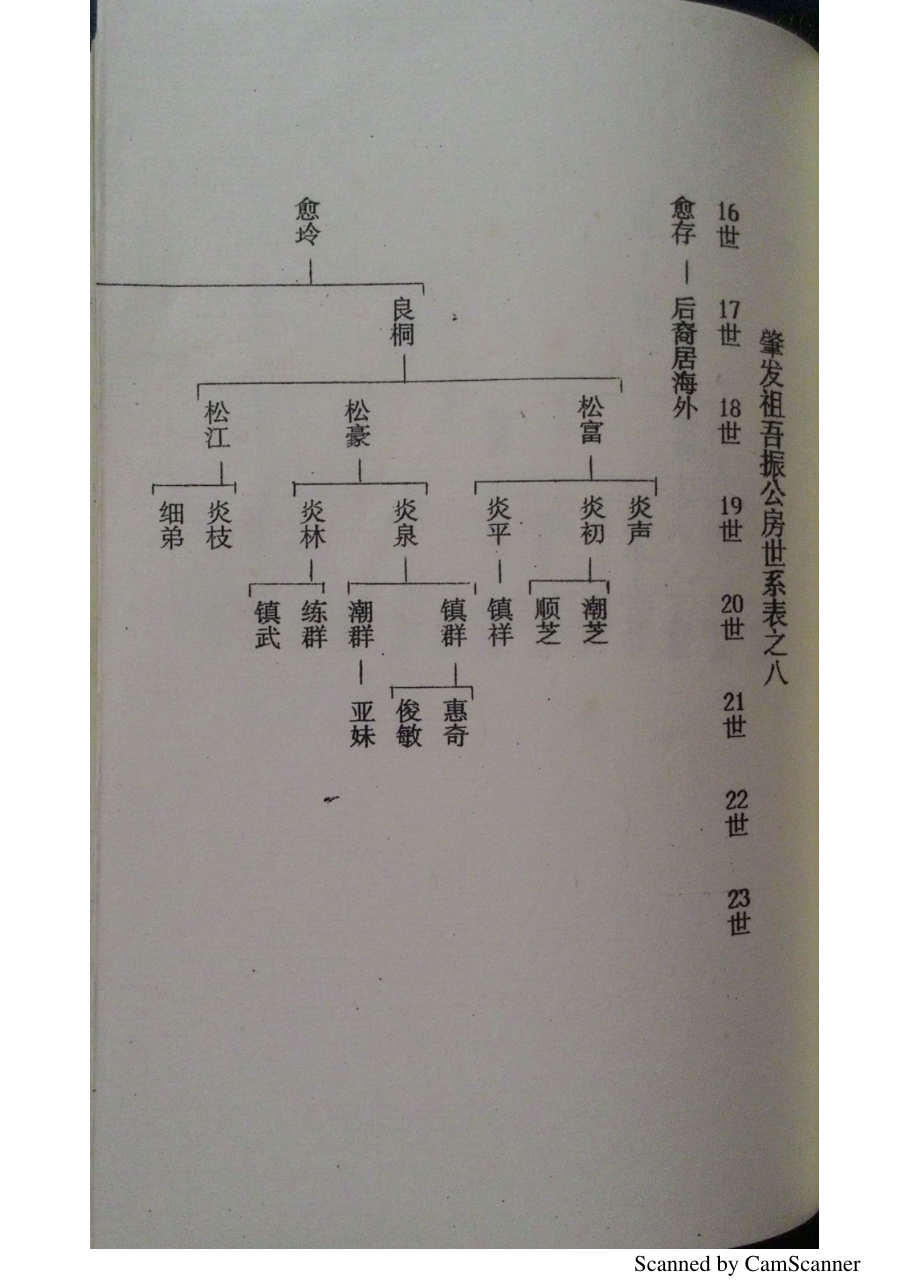 肇发祖吾振公房世系表之八
16世 17世 18世 19世 20世 21世 22世 23世
愈存 后裔居海外
愈坽
良桐
松富
松豪
松江
炎声
炎初
炎平
炎泉
炎林
炎枝
细弟
潮芝
顺芝
镇祥
镇群
潮群
练群
镇武
惠奇
俊敏
亚妹
Scanned by CamScanner